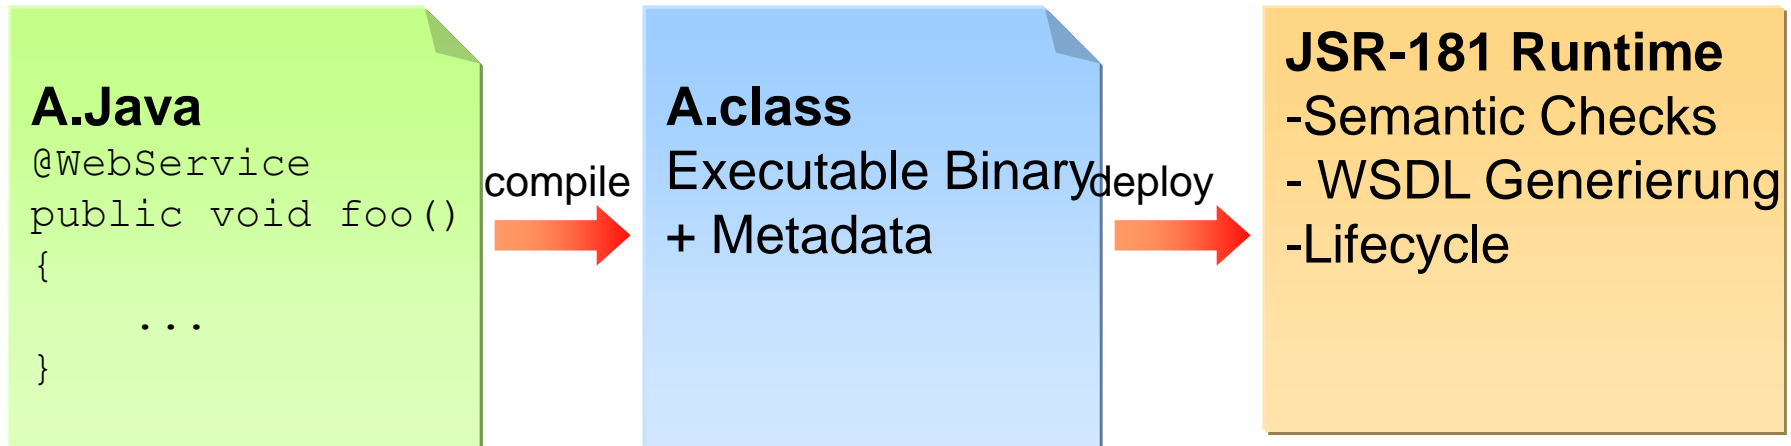 A.Java
@WebService
public void foo()
{
...
}
compile
A.class
Executable Binary
+ Metadata
deploy
JSR-181 Runtime
-Semantic Checks
- WSDL Generierung
-Lifecycle